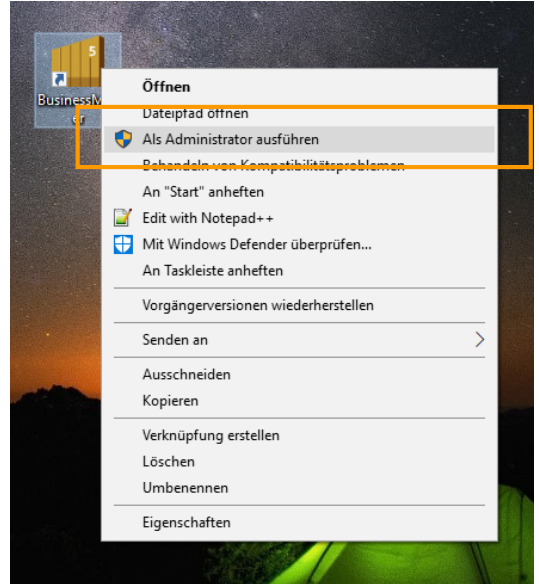 5
er
Öffnen
Dateipfad öffnen
Als Administrator ausführen
Behandeln von Kompatibilitätsproblemen
An "Start" anheften
Edit with Notepad++
Mit Windows Defender überprüfen...
An Taskleiste anheften
Vorgängerversionen wiederherstellen
Senden an
Ausschneiden
Kopieren
Verknüpfung erstellen
Löschen
Umbenennen
Eigenschaften